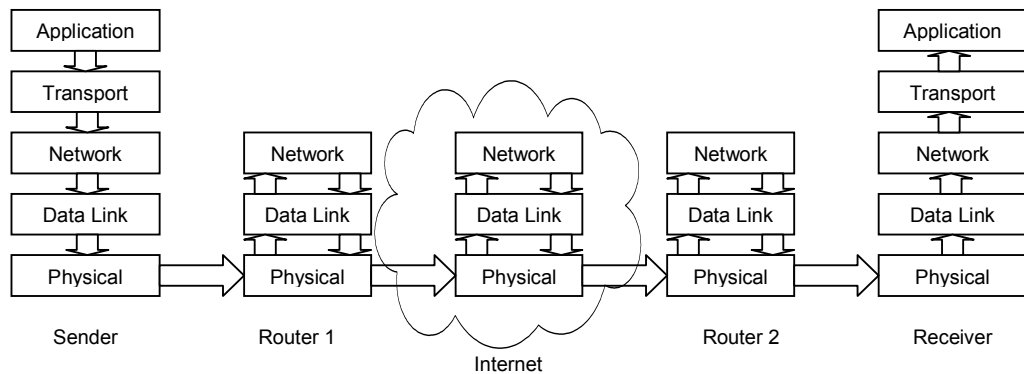 Application
Application
Transport
Transport
Network
Network
Network
Network
Network
Data Link
Data Link
Data Link
Data Link
Data Link
Physical
Physical
Physical
Physical
Physical
Sender
Router 1
Router 2
Receiver
Internet